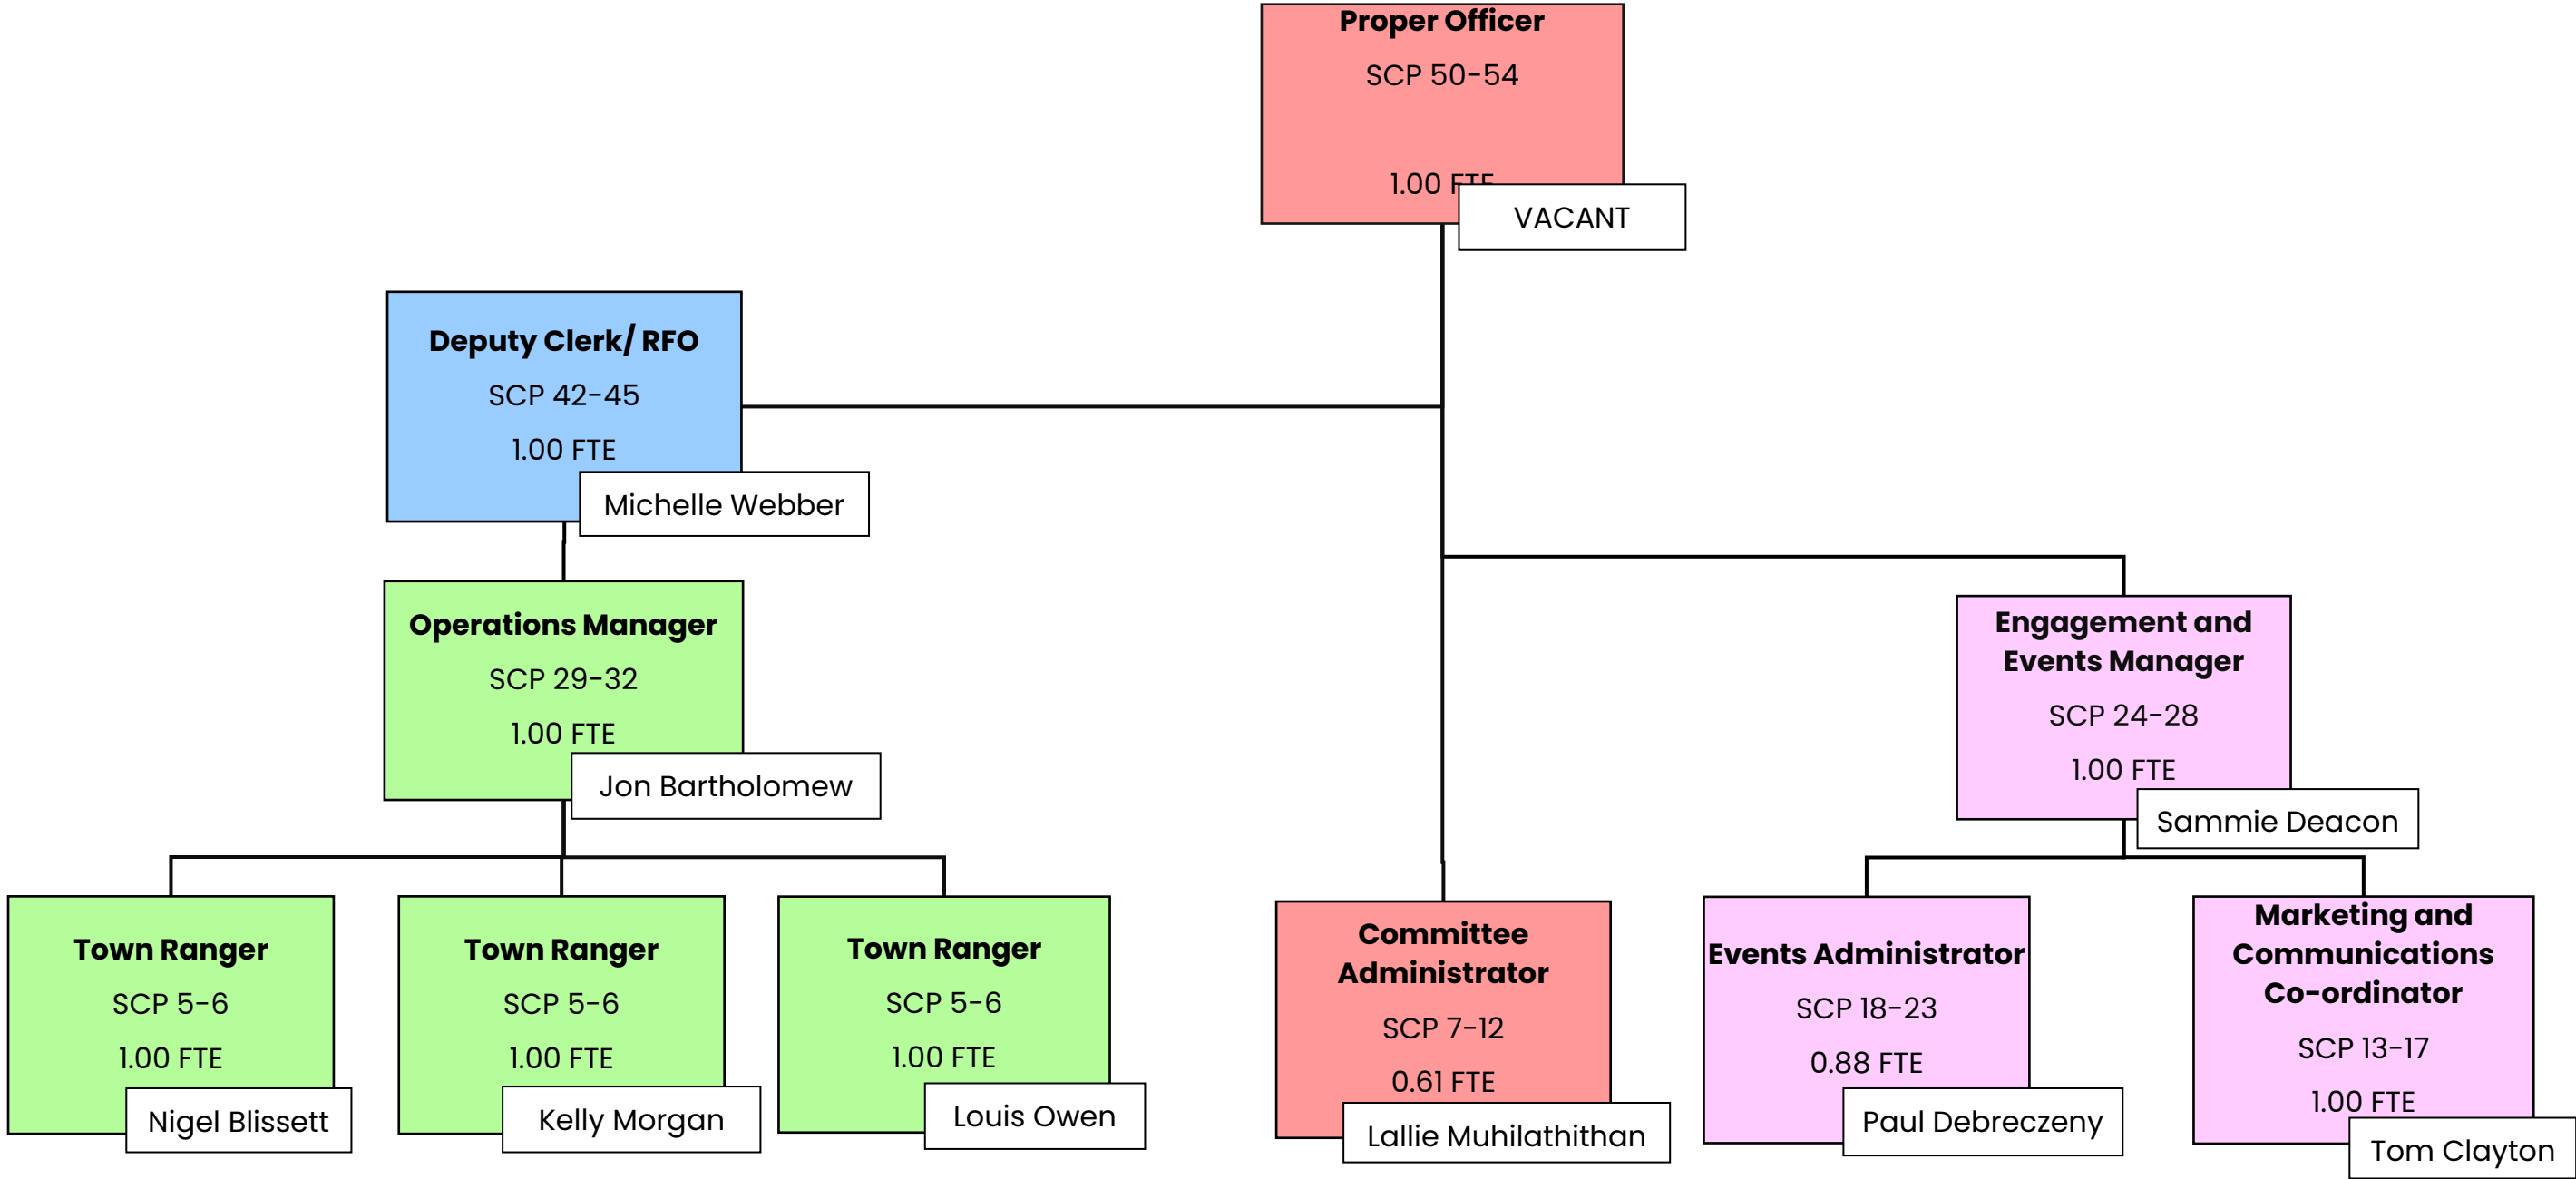 Proper Officer
SCP 50-54
1.00 FTE
VACANT
Deputy Clerk/ RFO
SCP 42-45
1.00 FTE
Michelle Webber
Operations Manager
SCP 29-32
1.00 FTE
Jon Bartholomew
Engagement and
Events Manager
SCP 24-28
1.00 FTE
Sammie Deacon
Town Ranger
SCP 5-6
1.00 FTE
Nigel Blissett
Town Ranger
SCP 5-6
1.00 FTE
Kelly Morgan
Town Ranger
SCP 5-6
1.00 FTE
Louis Owen
Committee
Administrator
SCP 7-12
0.61 FTE
Lallie Muhilathithan
Events Administrator
SCP 18-23
0.88 FTE
Paul Debreczeny
Marketing and
Communications
Co-ordinator
SCP 13-17
1.00 FTE
Tom Clayton